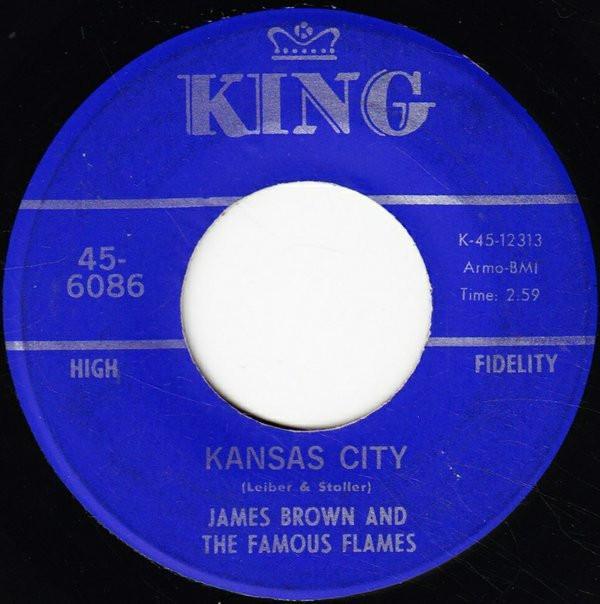 K
KING
45-
6086
K-45-12313
Armo-BMI
Time: 2.59
HIGH
FIDELITY
KANSAS CITY
(Leiber & Stoller)
JAMES BROWN AND
THE FAMOUS FLAMES